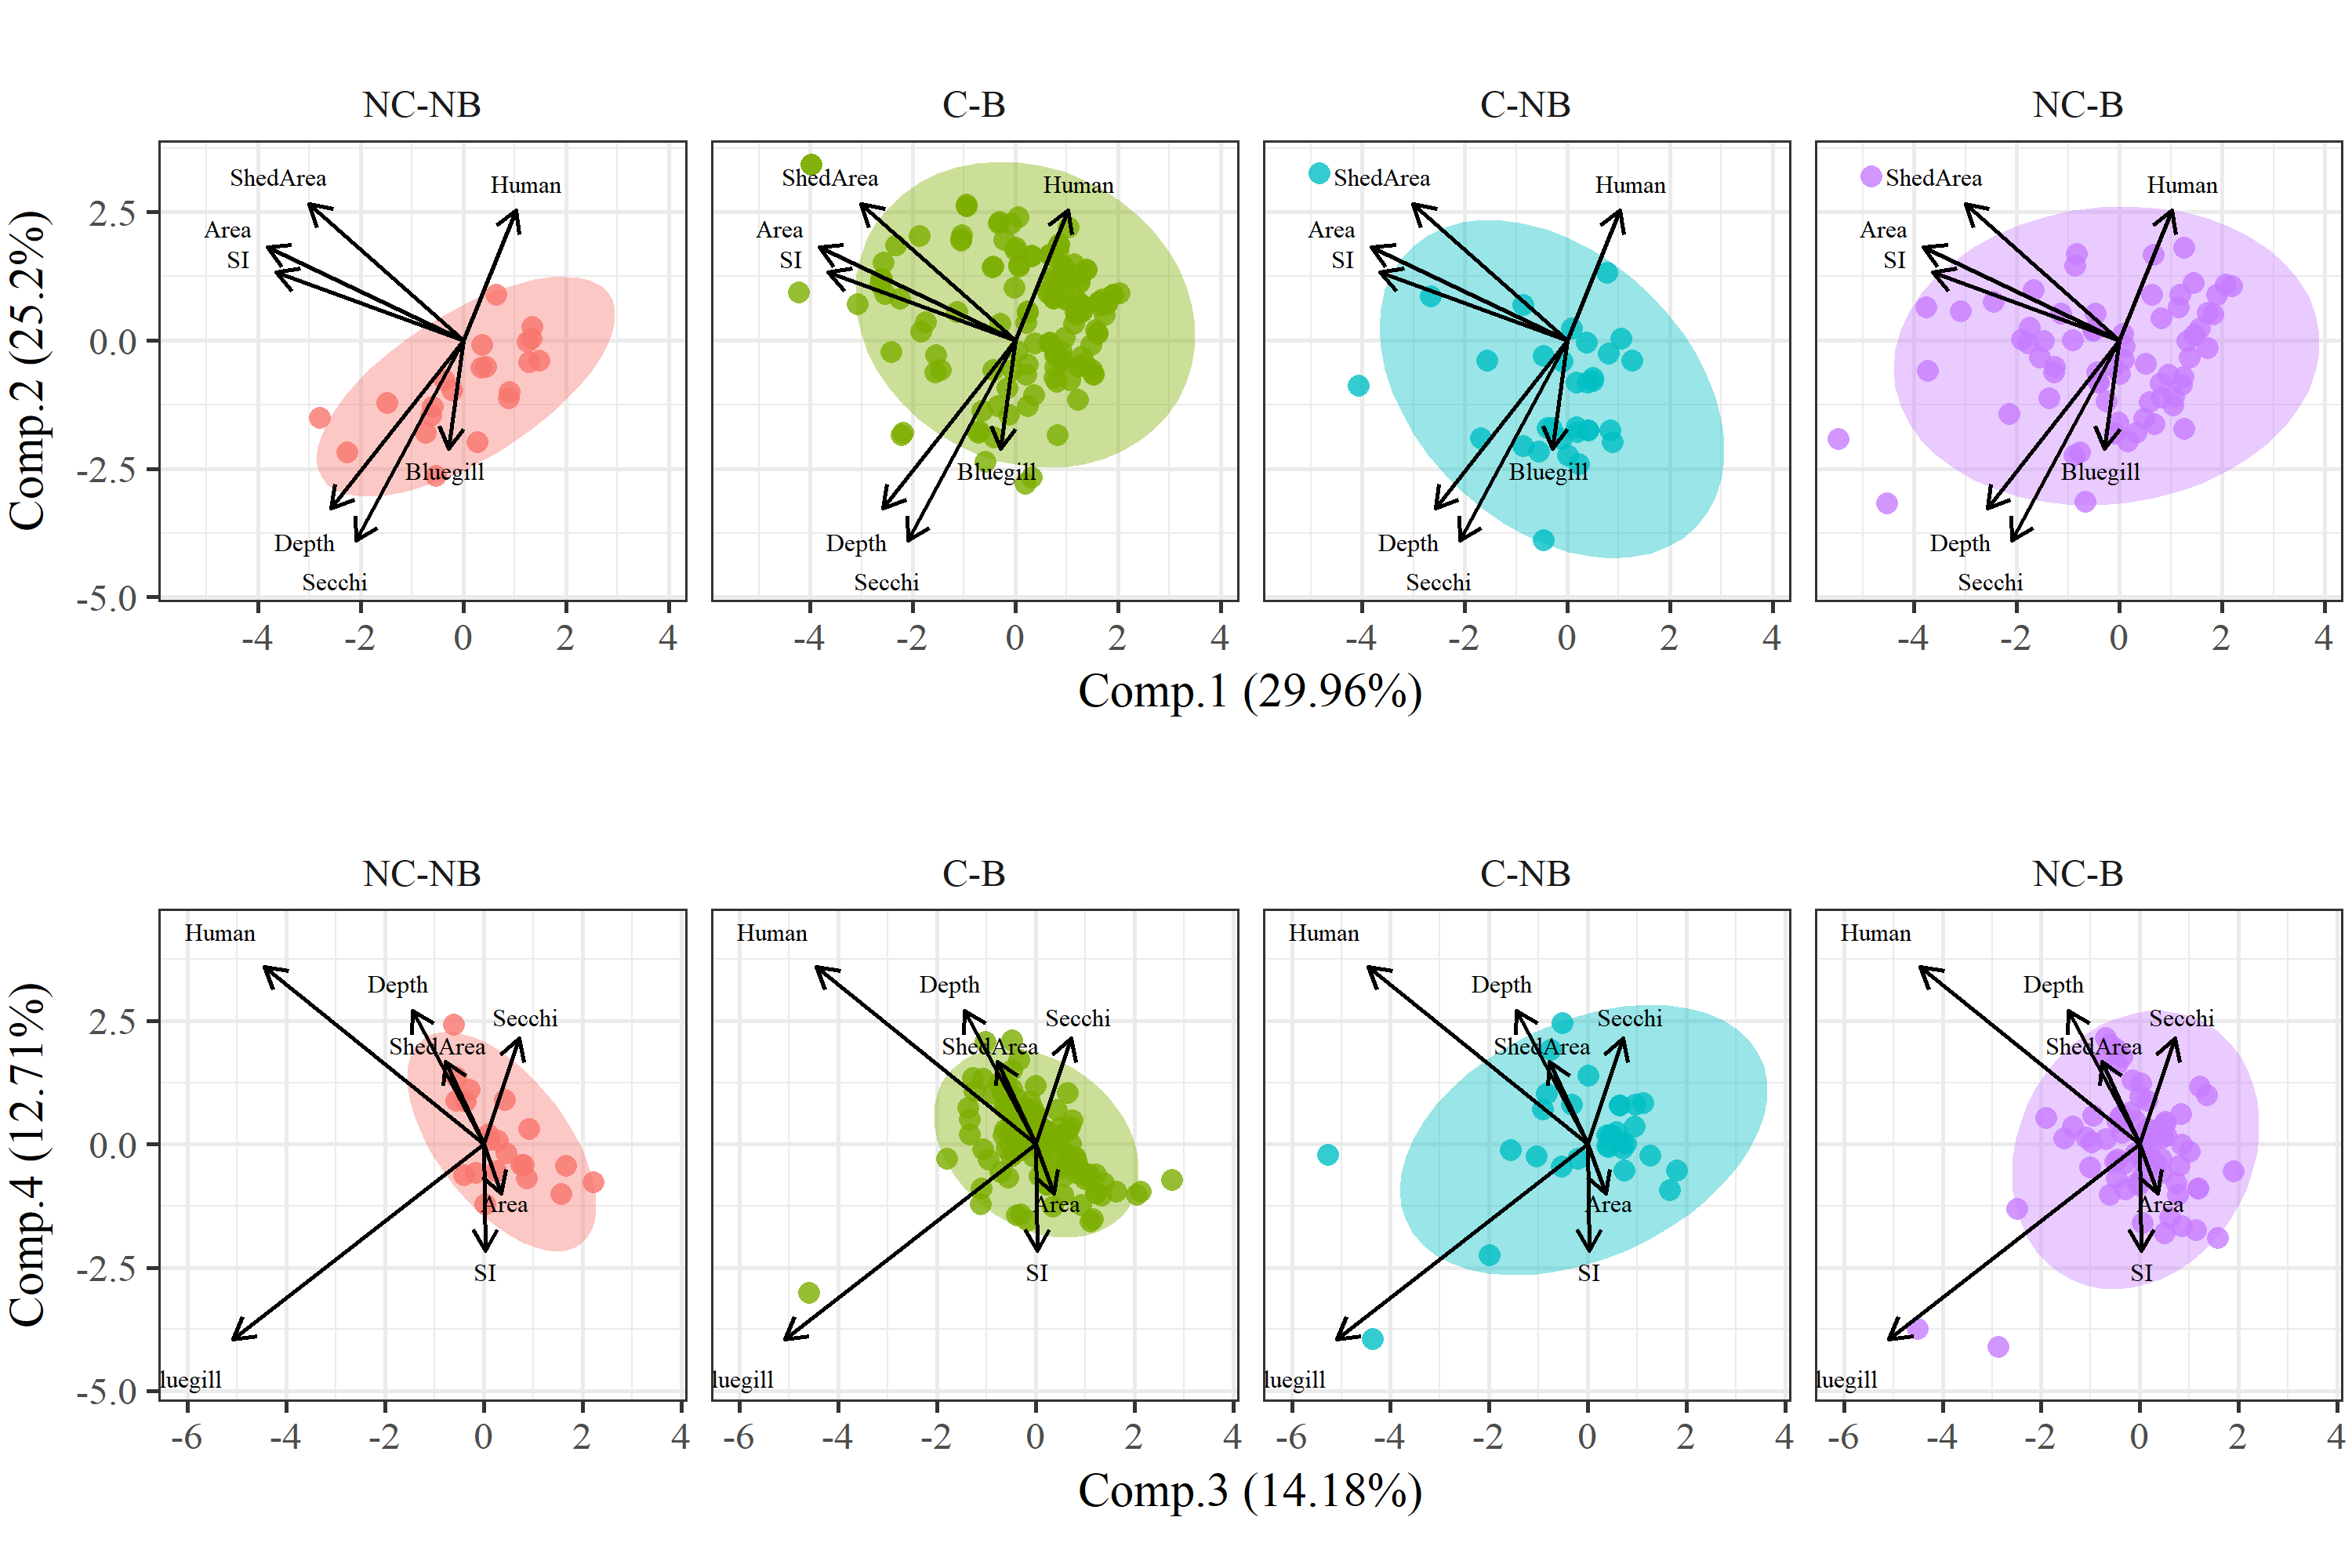 NC-NB C-B C-NB NC-B
ShedArea Human ShedArea Human ShedArea Human ShedArea Human
2.5
Area Area Area Area
SI SI SI SI
0.0
Comp.2 (25.2%)
-2.5
Bluegill Bluegill Bluegill Bluegill
Depth Depth Depth Depth
Secchi Secchi Secchi Secchi
-5.0
-4 -2 0 2 4 -4 -2 0 2 4 -4 -2 0 2 4 -4 -2 0 2 4
Comp.1 (29.96%)
NC-NB C-B C-NB NC-B
Human Human Human Human
Depth Depth Depth Depth
2.5
Secchi Secchi Secchi Secchi
ShedArea ShedArea ShedArea ShedArea
0.0
Comp.4 (12.71%)
Area Area Area Area
-2.5
SI SI SI SI
luegill luegill luegill luegill
-5.0
-6 -4 -2 0 2 4 -6 -4 -2 0 2 4 -6 -4 -2 0 2 4 -6 -4 -2 0 2 4
Comp.3 (14.18%)